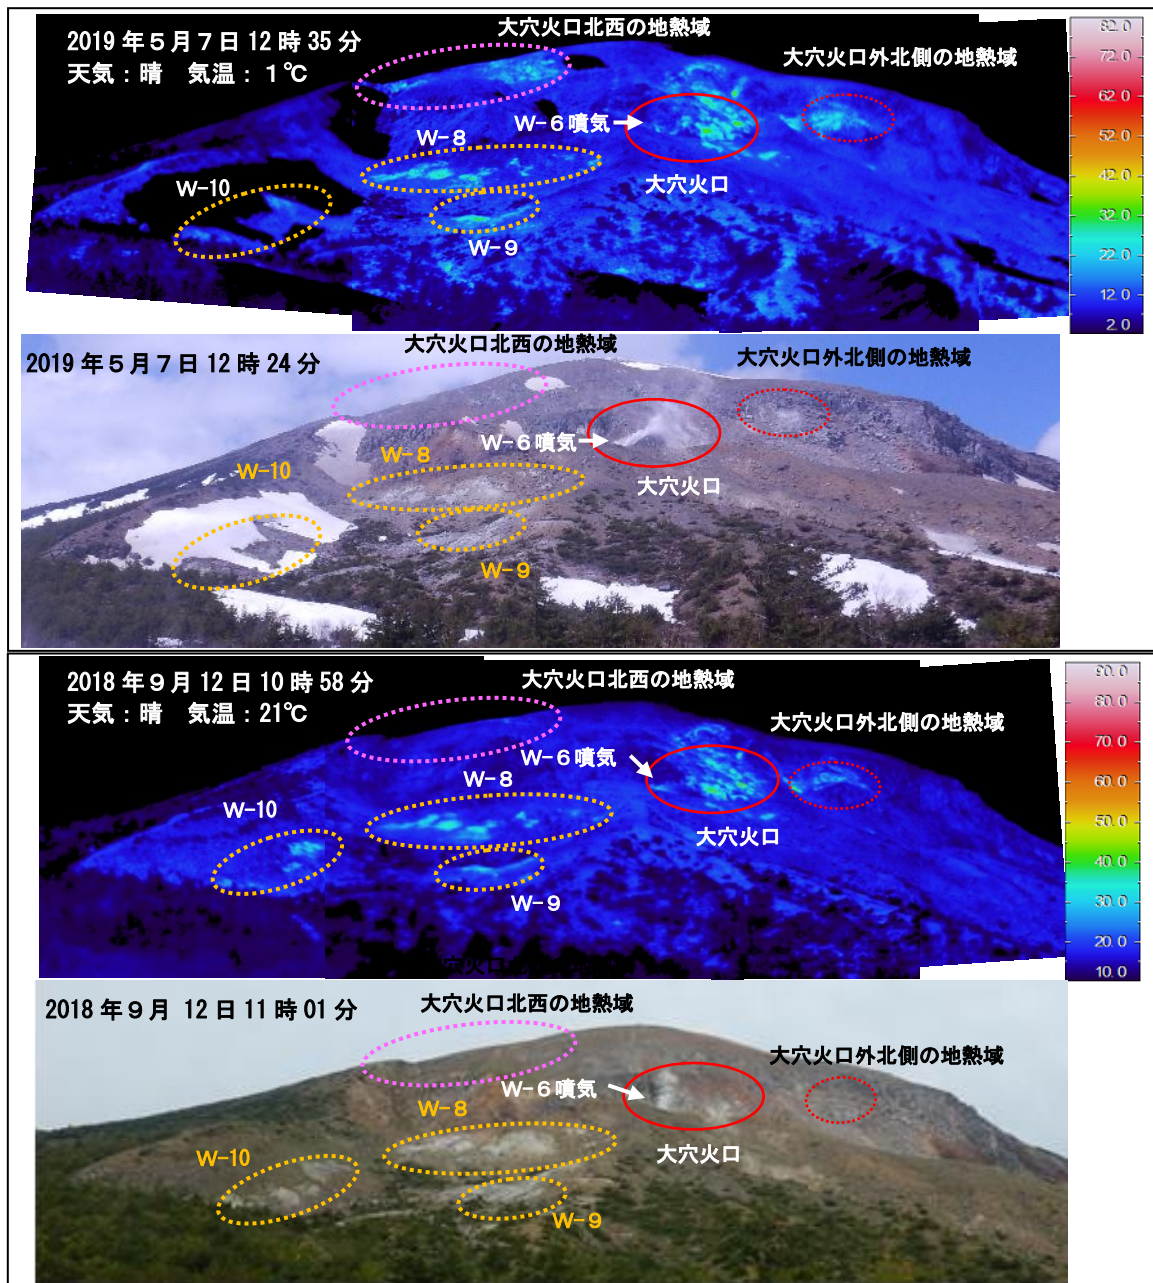 2019年5月7日12時35分
天気：晴　気温：1℃
大穴火口北西の地熱域
大穴火口外北側の地熱域
W-6噴気
W-8
W-10
大穴火口
W-9
82.0
72.0
62.0
52.0
42.0
32.0
22.0
12.0
2.0
2019年5月7日12時24分
大穴火口北西の地熱域
大穴火口外北側の地熱域
W-6噴気
W-8
W-10
大穴火口
W-9
2018年9月12日10時58分
天気：晴　気温：21℃
大穴火口北西の地熱域
大穴火口外北側の地熱域
W-6噴気
W-8
W-10
大穴火口
W-9
90.0
80.0
70.0
60.0
50.0
40.0
30.0
20.0
10.0
2018年9月 12日11時01分
大穴火口北西の地熱域
大穴火口外北側の地熱域
W-6噴気
W-8
W-10
大穴火口
W-9